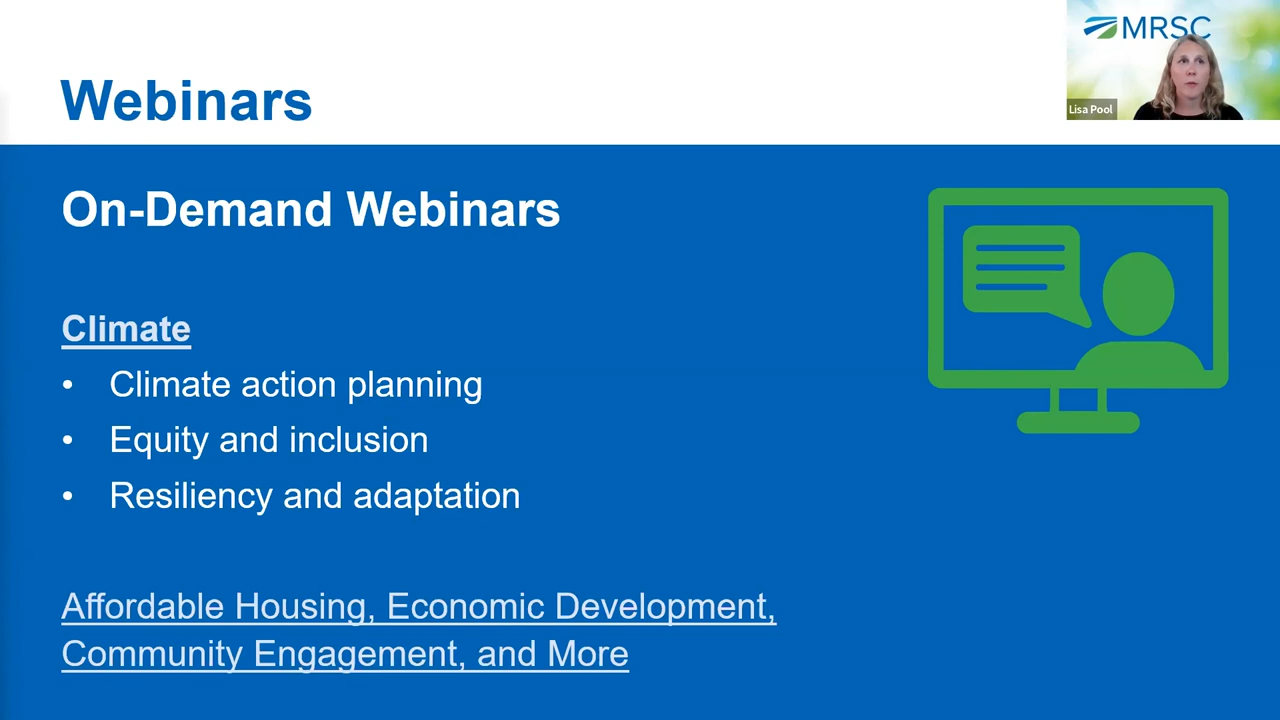 MRSC
Lisa Pool
Webinars
On-Demand Webinars
Climate
• Climate action planning
• Equity and inclusion
• Resiliency and adaptation
Affordable Housing, Economic Development,
Community Engagement, and More